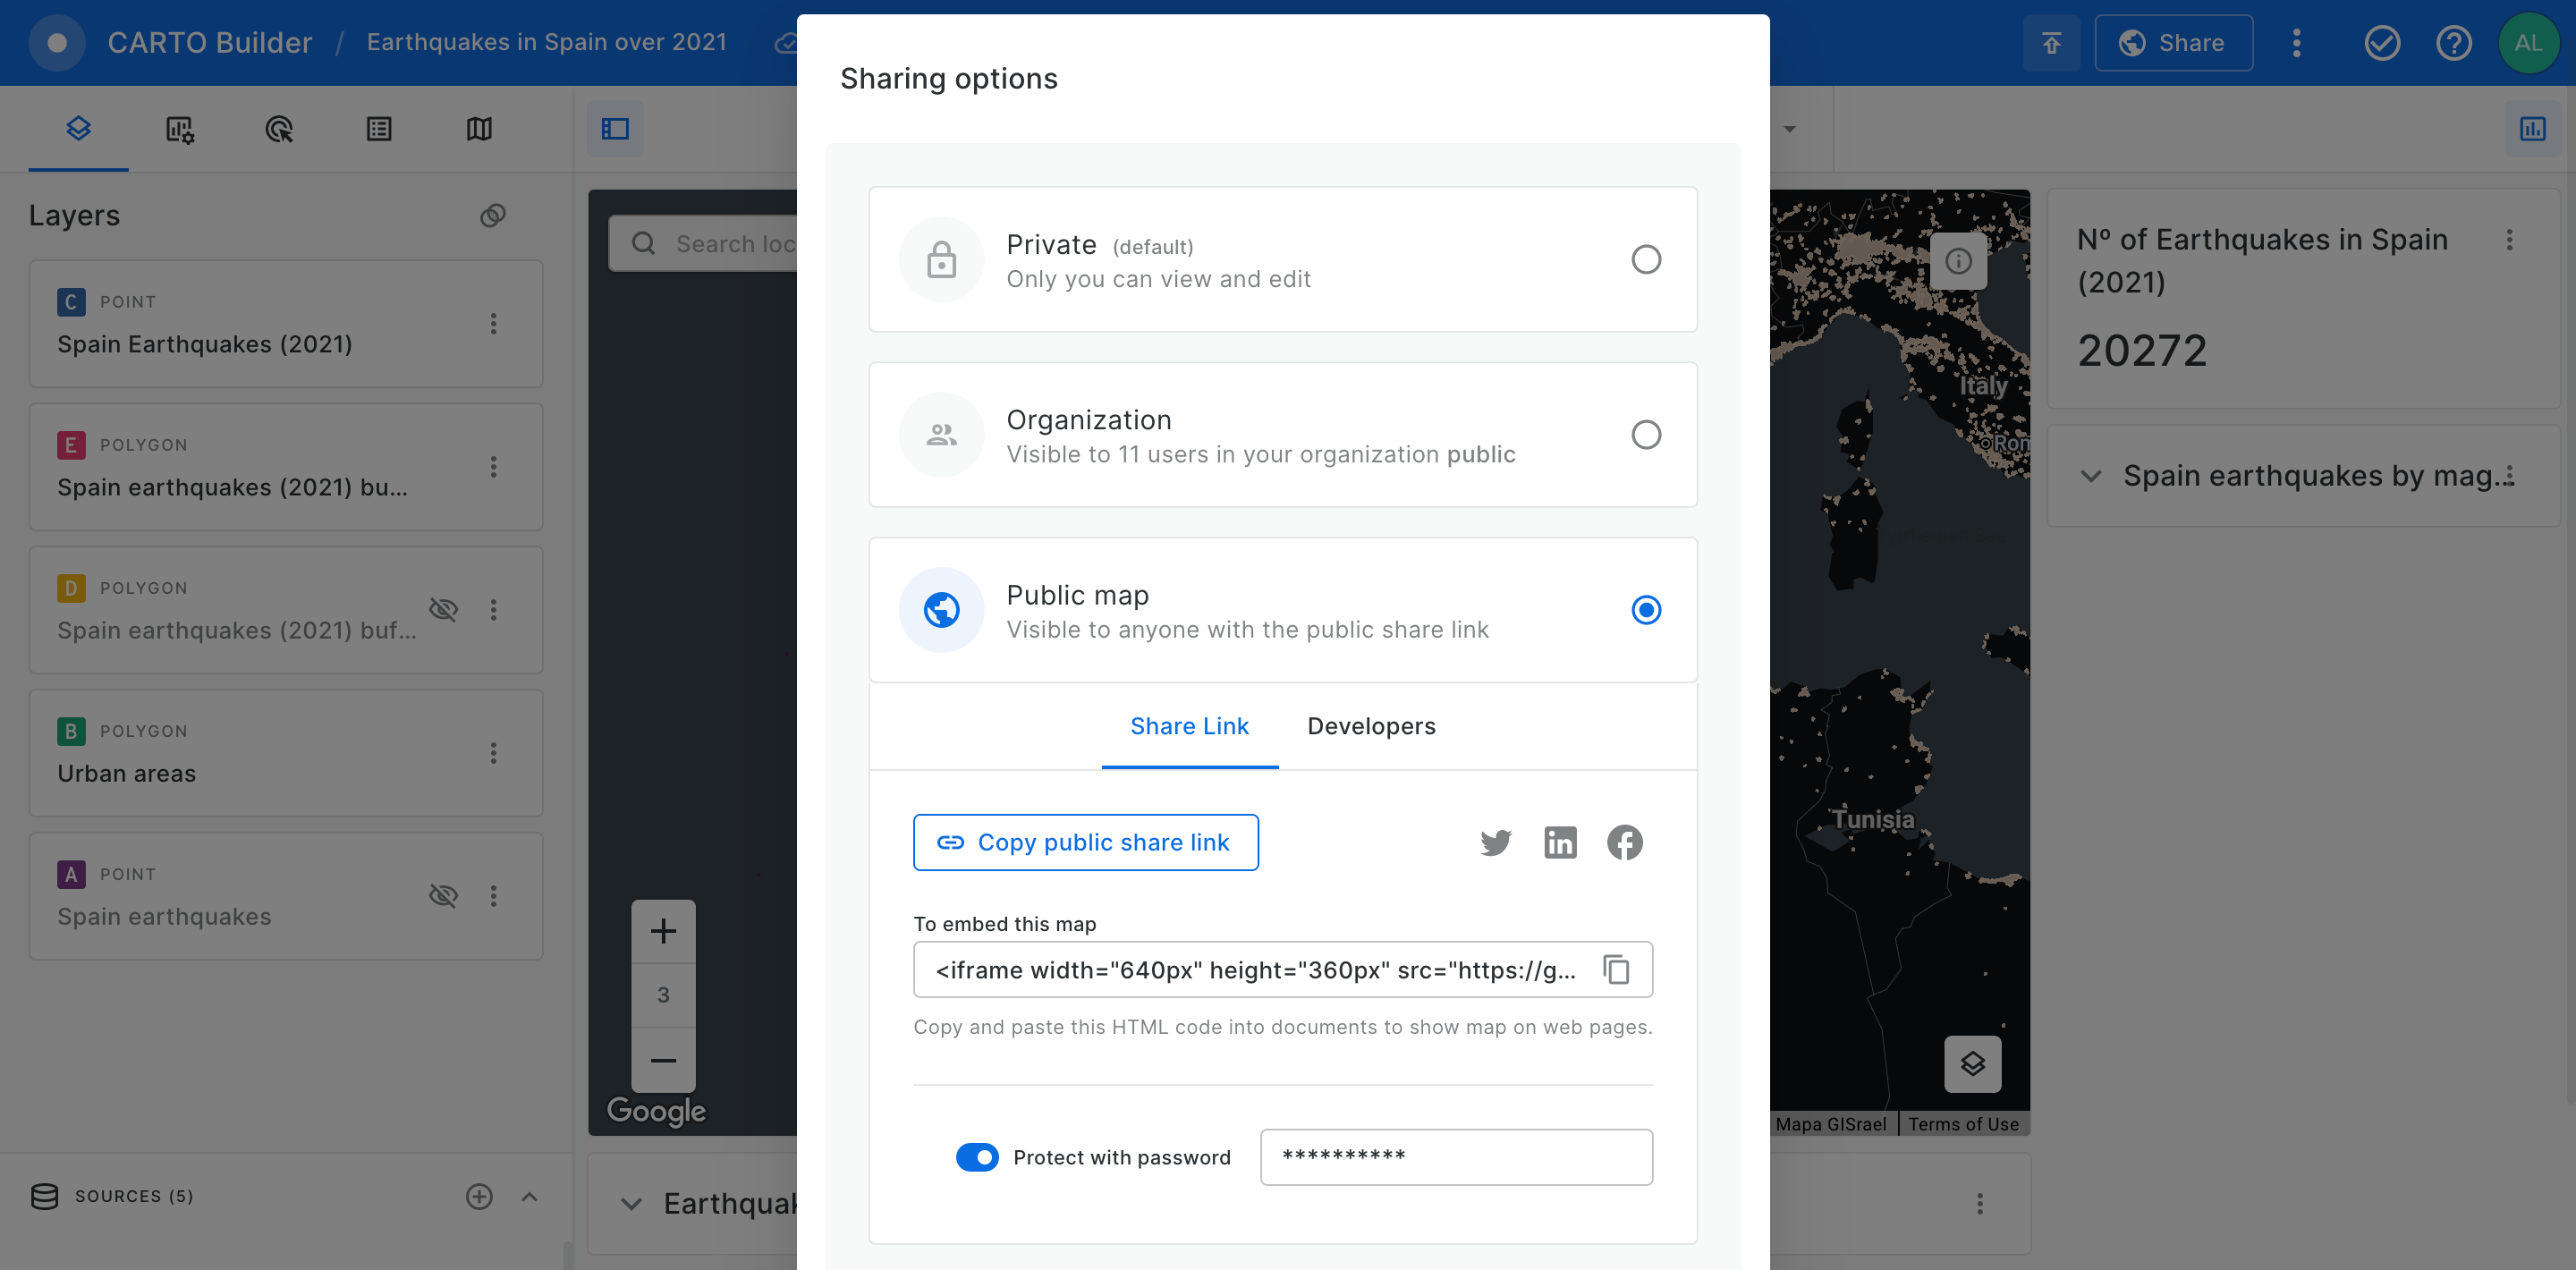 CARTO Builder / Earthquakes in Spain over 2021
Share
AL
Layers
C POINT
Spain Earthquakes (2021)
E POLYGON
Spain earthquakes (2021) bu...
D POLYGON
Spain earthquakes (2021) buf...
B POLYGON
Urban areas
A POINT
Spain earthquakes
SOURCES (5)
Search loc
3
Google
Earthquak
Sharing options
Private (default)
Only you can view and edit
Organization
Visible to 11 users in your organization public
Public map
Visible to anyone with the public share link
Share Link
Developers
Copy public share link
To embed this map
<iframe width="640px" height="360px" src="https://g...
Copy and paste this HTML code into documents to show map on web pages.
Protect with password
**********
Italy
Rom
Tunisia
Mapa GISrael
Terms of Use
Nº of Earthquakes in Spain
(2021)
20272
Spain earthquakes by mag...